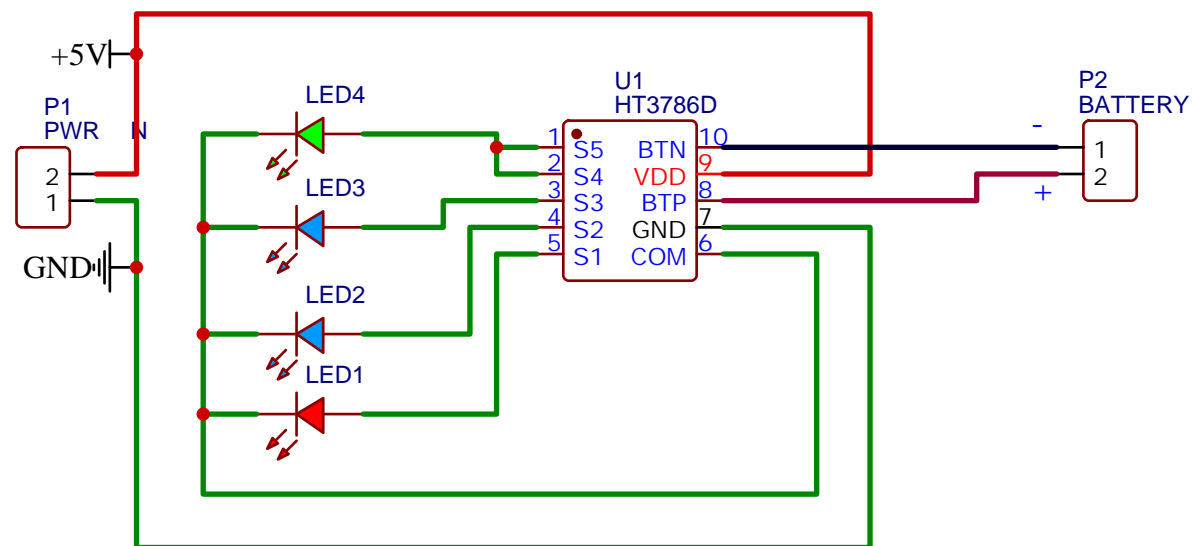 +5V
P1
PWR IN
2
1
GND
LED4
LED3
LED2
LED1
U1
HT3786D
1 S5 BTN 10
2 S4 VDD 9
3 S3 BTP 8
4 S2 GND 7
5 S1 COM 6
P2
BATTERY
- 1
+ 2